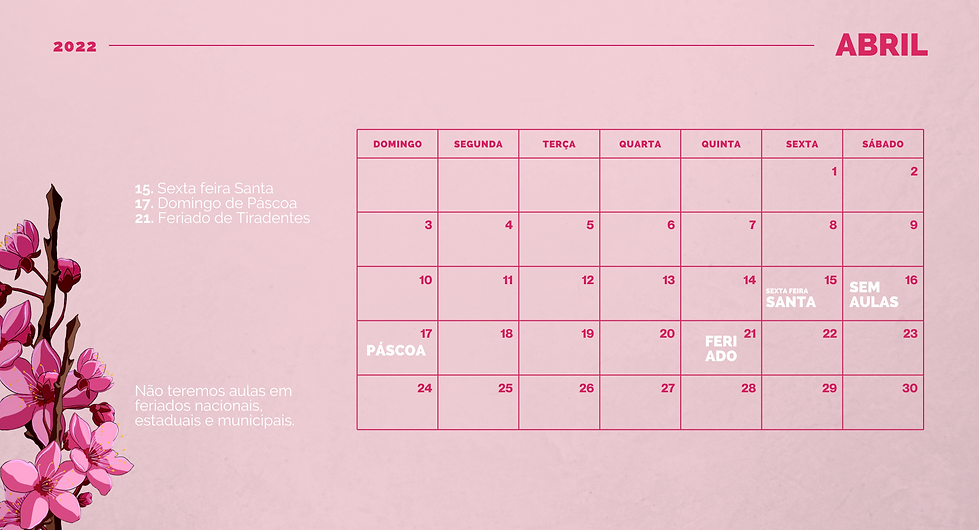 2022
ABRIL
15. Sexta feira Santa
17. Domingo de Páscoa
21. Feriado de Tiradentes
Não teremos aulas em
feriados nacionais,
estaduais e municipais.
DOMINGO SEGUNDA TERÇA QUARTA QUINTA SEXTA SÁBADO
1 2
3 4 5 6 7 8 9
10 11 12 13 14 15 16
SEXTA FEIRA
SANTA
SEM
AULAS
17 18 19 20 21 22 23
PÁSCOA
FERI
ADO
24 25 26 27 28 29 30